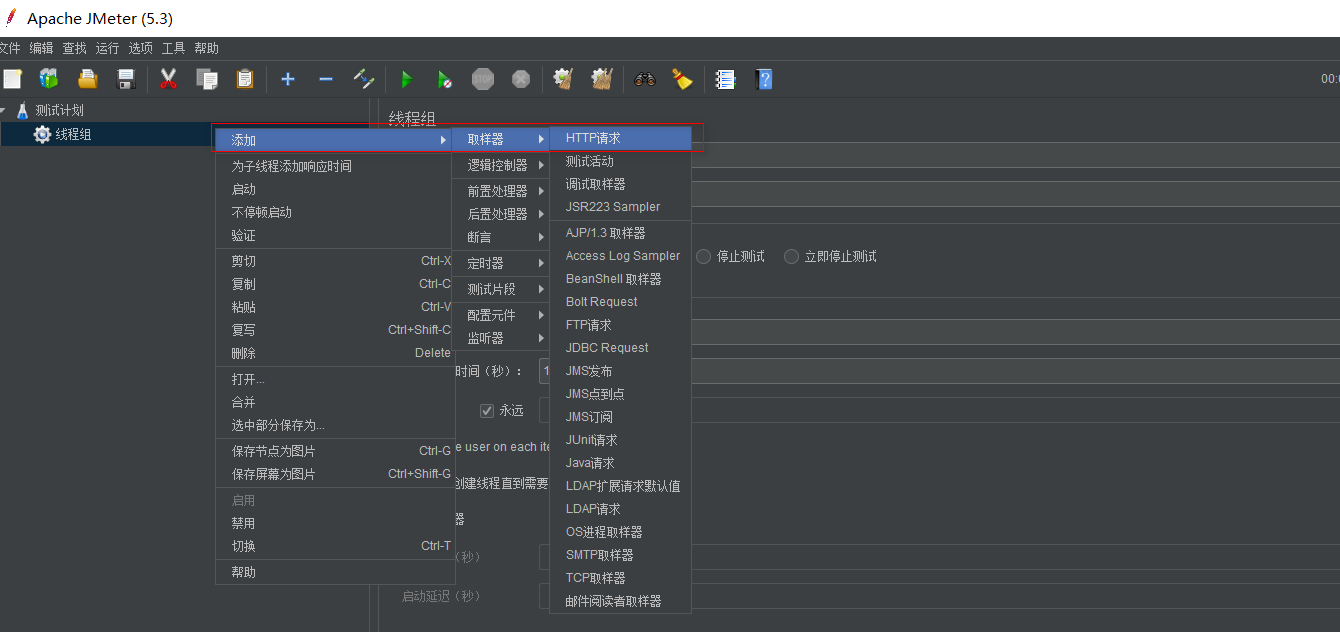 Apache JMeter (5.3)
文件 编辑 查找 运行 选项 工具 帮助
STOP
00:
测试计划
线程组
线程组
添加
为子线程添加响应时间
启动
不停顿启动
验证
剪切 Ctrl-X
复制 Ctrl-C
粘贴 Ctrl-V
复写 Ctrl+Shift-C
删除 Delete
打开...
合并
选中部分保存为...
保存节点为图片 Ctrl-G
保存屏幕为图片 Ctrl+Shift-G
启用
禁用
切换 Ctrl-T
帮助
取样器
逻辑控制器
前置处理器
后置处理器
断言
定时器
测试片段
配置元件
监听器
HTTP请求
测试活动
调试取样器
JSR223 Sampler
AJP/1.3 取样器
Access Log Sampler
BeanShell 取样器
Bolt Request
FTP请求
JDBC Request
JMS发布
JMS点到点
JMS订阅
JUnit请求
Java请求
LDAP扩展请求默认值
LDAP请求
OS进程取样器
SMTP取样器
TCP取样器
邮件阅读者取样器
停止测试 立即停止测试
时间（秒）： 1
永远
e user on each ite
创建线程直到需要
器
（秒）
启动延迟（秒）